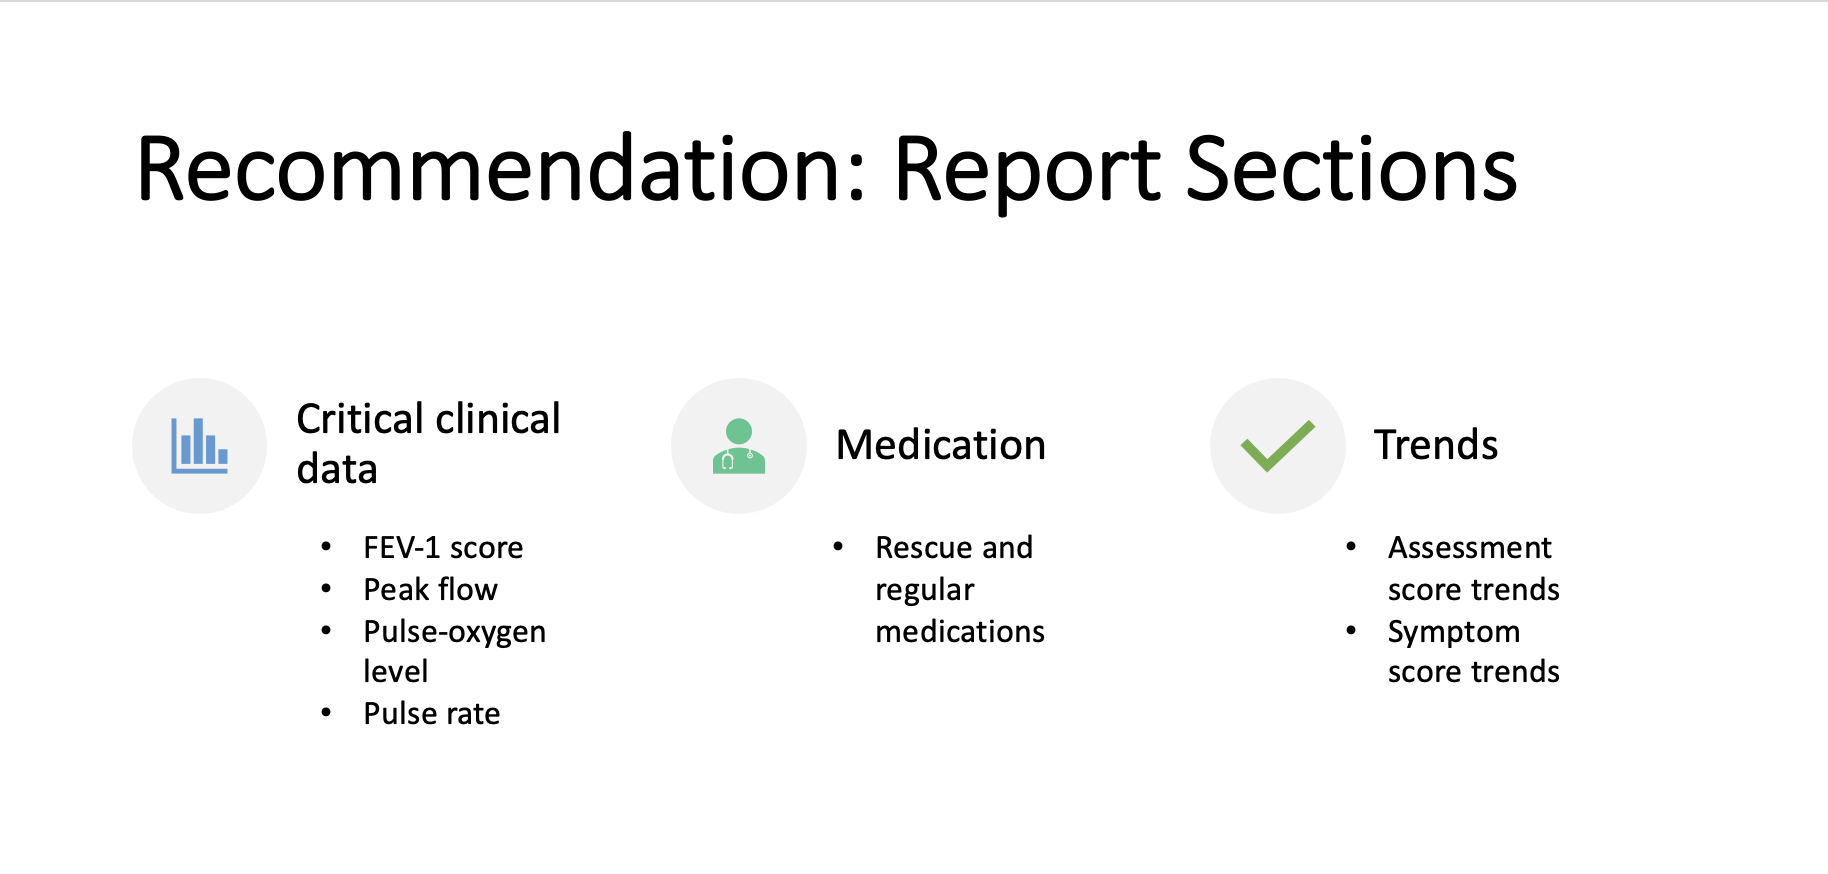 Recommendation: Report Sections
Critical clinical
data
• FEV-1 score
• Peak flow
• Pulse-oxygen
level
• Pulse rate
Medication
• Rescue and
regular
medications
Trends
• Assessment
score trends
• Symptom
score trends